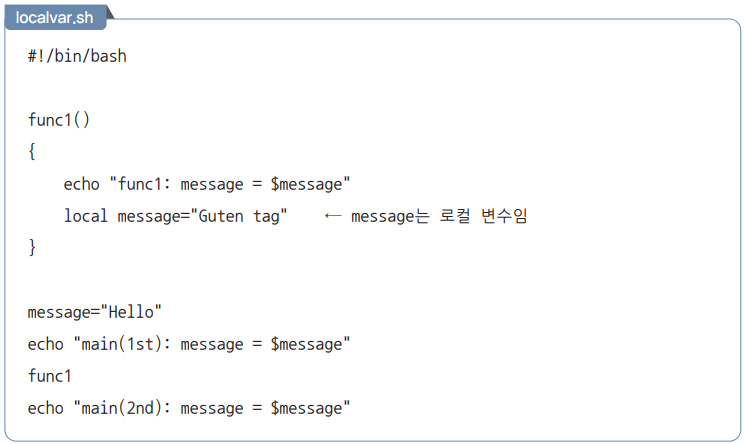 localvar.sh
#!/bin/bash
func1()
{
echo "func1: message = $message"
local message="Guten tag" ← message는 로컬 변수임
}
message="Hello"
echo "main(1st): message = $message"
func1
echo "main(2nd): message = $message"